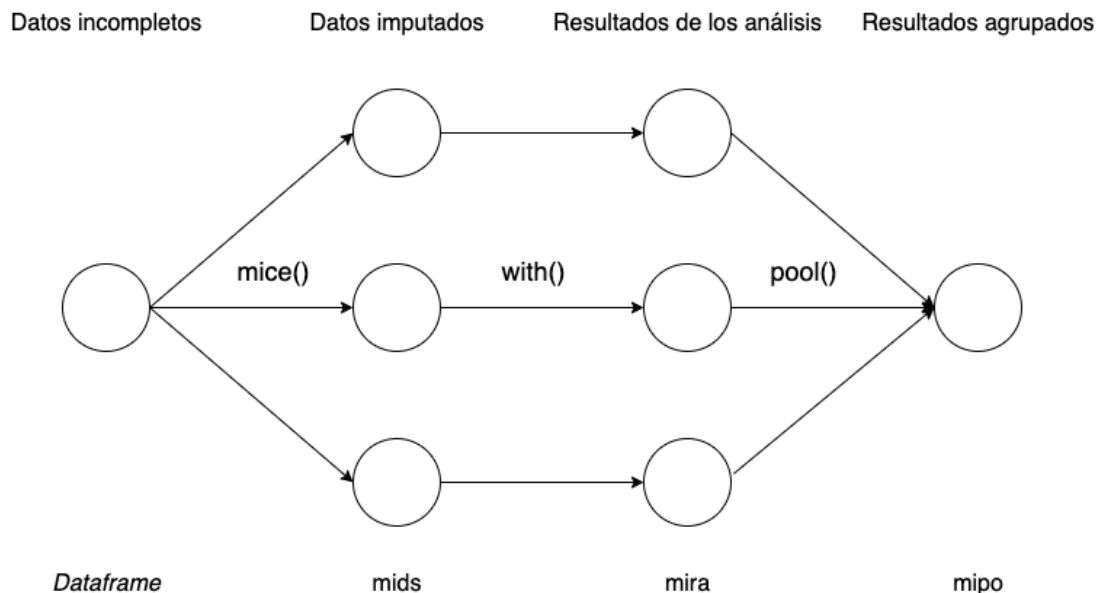 Datos incompletos
Datos imputados
Resultados de los análisis
Resultados agrupados
mice()
with()
pool()
Dataframe
mids
mira
mipo